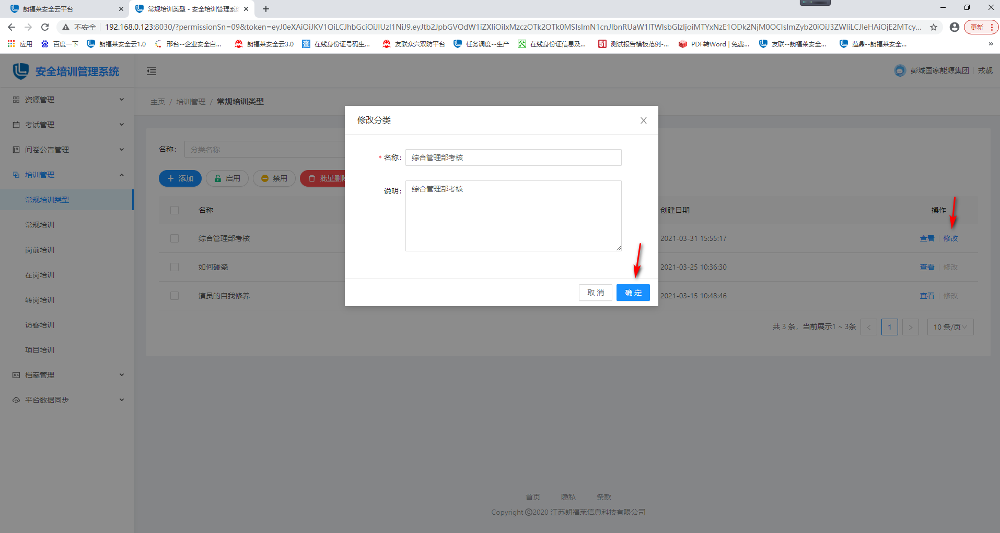 朗福莱安全云平台
常规培训类型 - 安全培训管理系统
不安全
192.168.0.123:8030/?permissionSn=09&token=eyJ0eXAiOiJKV1QiLCJhbGciOiJIUzI1NiJ9.eyJtb2JpbGVOdW1iZXIiOiIxMzczOTk2OTk0MSIsImN1cnJlbnRUaW1lTWlsbGlzIjoiMTYxNzE1ODk2NjM0OCIsImZyb20iOiJ3ZWIiLCJleHAiOjE2MTcy...
更新
应用
百度一下
朗福莱安全云1.0
邢台--企业安全自...
朗福莱安全云3.0
查
在线身份证号码生...
友联众兴双防平台
任务调度--生产
在线身份证信息及...
51
测试报告模板范例-...
PDF转Word | 免费...
友联--朗福莱安全...
蕴鼎--朗福莱安全...
»
安全培训管理系统
彭城国家能源集团
戎靓
资源管理
考试管理
问卷公告管理
培训管理
常规培训类型
常规培训
岗前培训
在岗培训
转岗培训
访客培训
项目培训
档案管理
平台数据同步
主页 / 培训管理 / 常规培训类型
名称：
分类名称
+ 添加
启用
禁用
批量删除
名称
创建日期
操作
综合管理部考核
2021-03-31 15:55:17
查看
修改
如何碰瓷
2021-03-25 10:36:30
查看
修改
演员的自我修养
2021-03-15 10:48:46
查看
修改
共 3 条，当前展示1 ~ 3条
<
1
>
10 条/页
修改分类
X
* 名称：
综合管理部考核
说明：
综合管理部考核
取 消
确 定
首页
隐私
条款
Copyright ©2020 江苏朗福莱信息科技有限公司